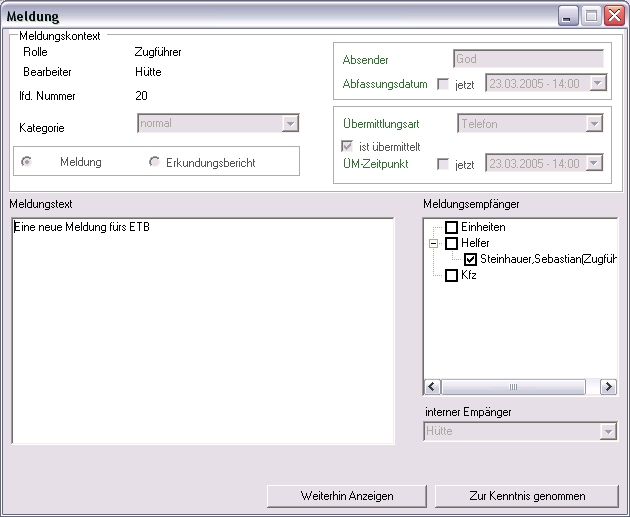 Meldung
Meldungskontext
Rolle Zugführer
Bearbeiter Hütte
lfd. Nummer 20
Kategorie normal
Meldung Erkundungsbericht
Absender God
Abfassungsdatum jetzt 23.03.2005 - 14:00
Übermittlungsart Telefon
ist übermittelt
ÜM-Zeitpunkt jetzt 23.03.2005 - 14:00
Meldungstext
Eine neue Meldung fürs ETB
Meldungsempfänger
Einheiten
Helfer
Steinhauer,Sebastian(Zugfüh
Kfz
interner Empänger
Hütte
Weiterhin Anzeigen Zur Kenntnis genommen